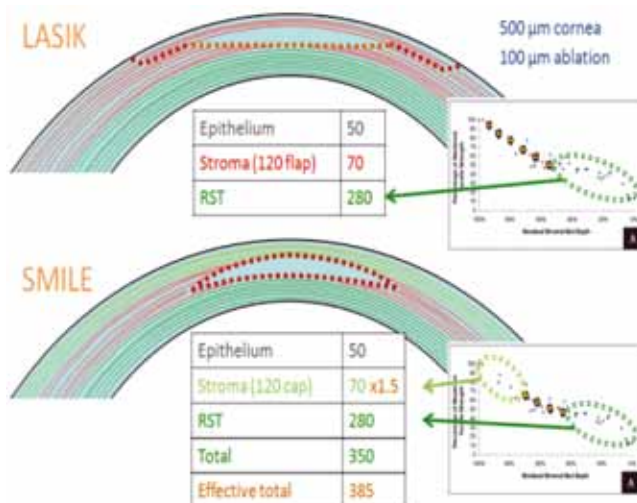 LASIK
500 µm cornea
100 µm ablation
Epithelium 50
Stroma (120 flap) 70
RST 280
SMILE
Epithelium 50
Stroma (120 cap) 70 x1.5
RST 280
Total 350
Effective total 385